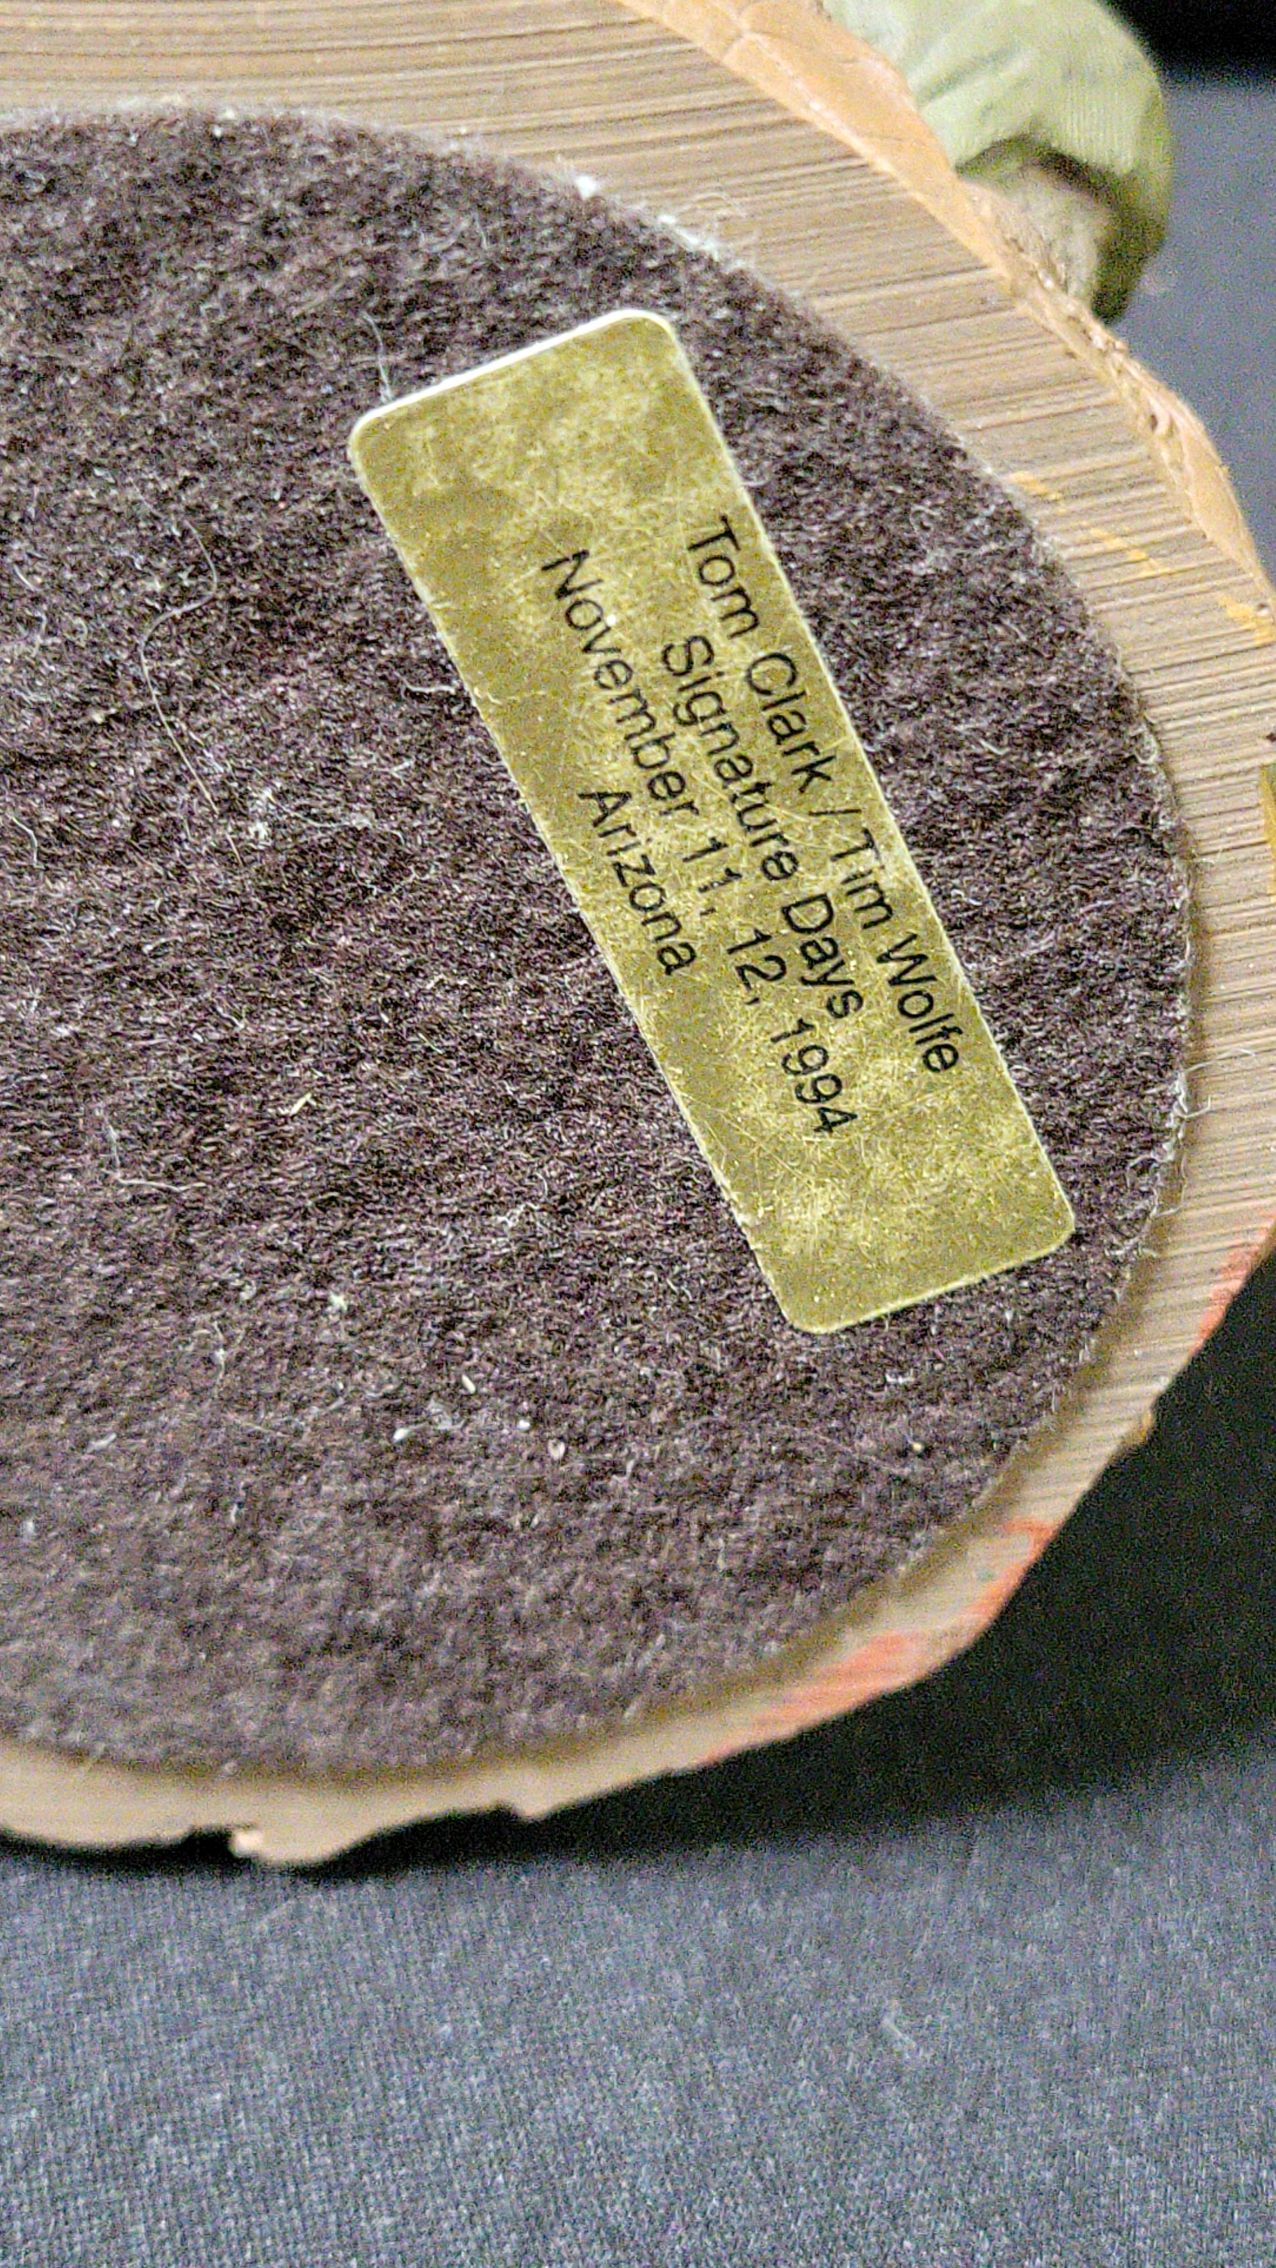 Tom Clark / Tim Wolfe
Signature Days
November 11, 12, 1994
Arizona